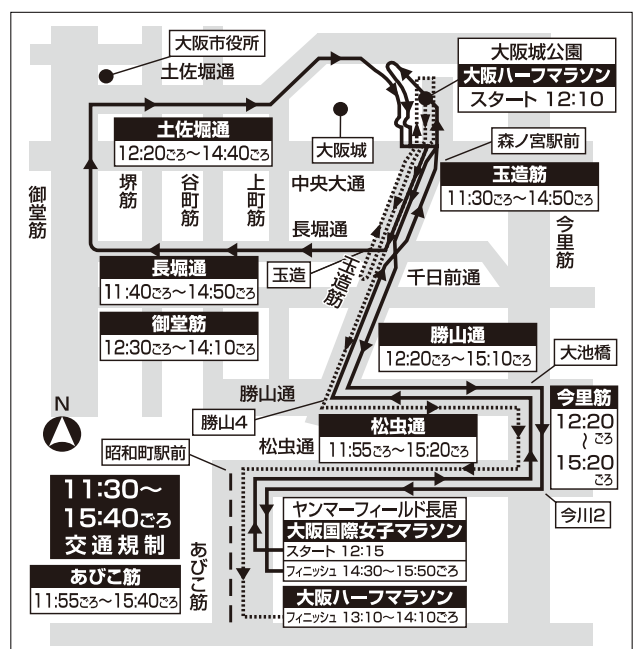 大阪市役所
土佐堀通
大阪城公園
大阪ハーフマラソン
スタート 12:10
土佐堀通
12:20ごろ～14:40ごろ
大阪城
森ノ宮駅前
玉造筋
11:30ごろ～14:50ごろ
御堂筋
堺筋
谷町筋
上町筋
中央大通
長堀通
今里筋
長堀通
11:40ごろ～14:50ごろ
玉造
玉造筋
千日前通
御堂筋
12:30ごろ～14:10ごろ
勝山通
12:20ごろ～15:10ごろ
大池橋
勝山通
勝山4
今里筋
12:20
～ごろ
15:20
ごろ
N
松虫通
松虫通
11:55ごろ～15:20ごろ
昭和町駅前
今川2
11:30～
15:40ごろ
交通規制
あびこ筋
ヤンマーフィールド長居
大阪国際女子マラソン
スタート 12:15
フィニッシュ 14:30～15:50ごろ
あびこ筋
11:55ごろ～15:40ごろ
大阪ハーフマラソン
フィニッシュ 13:10～14:10ごろ